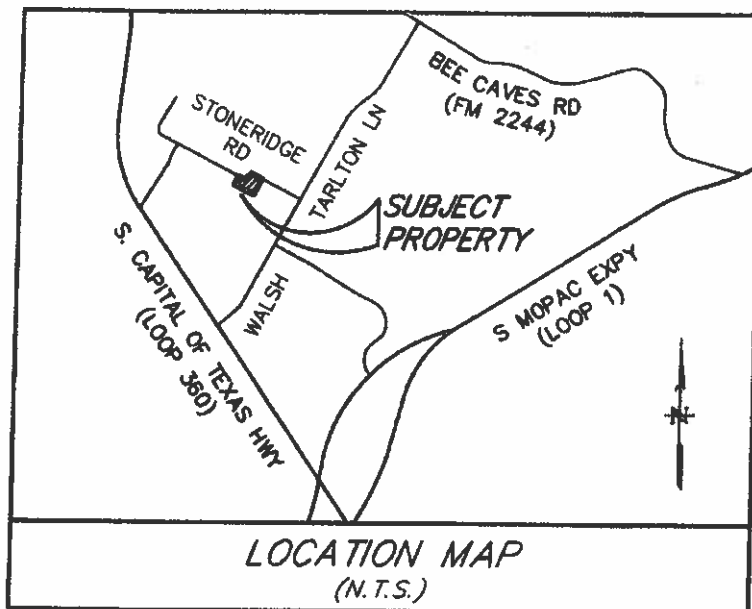 BEE CAVES RD
(FM 2244)
STONERIDGE
RD
TARLTON LN
SUBJECT
PROPERTY
S. CAPITAL OF TEXAS HWY
(LOOP 360)
WALSH
S MOPAC EXPY
(LOOP 1)
N
LOCATION MAP
(N.T.S.)